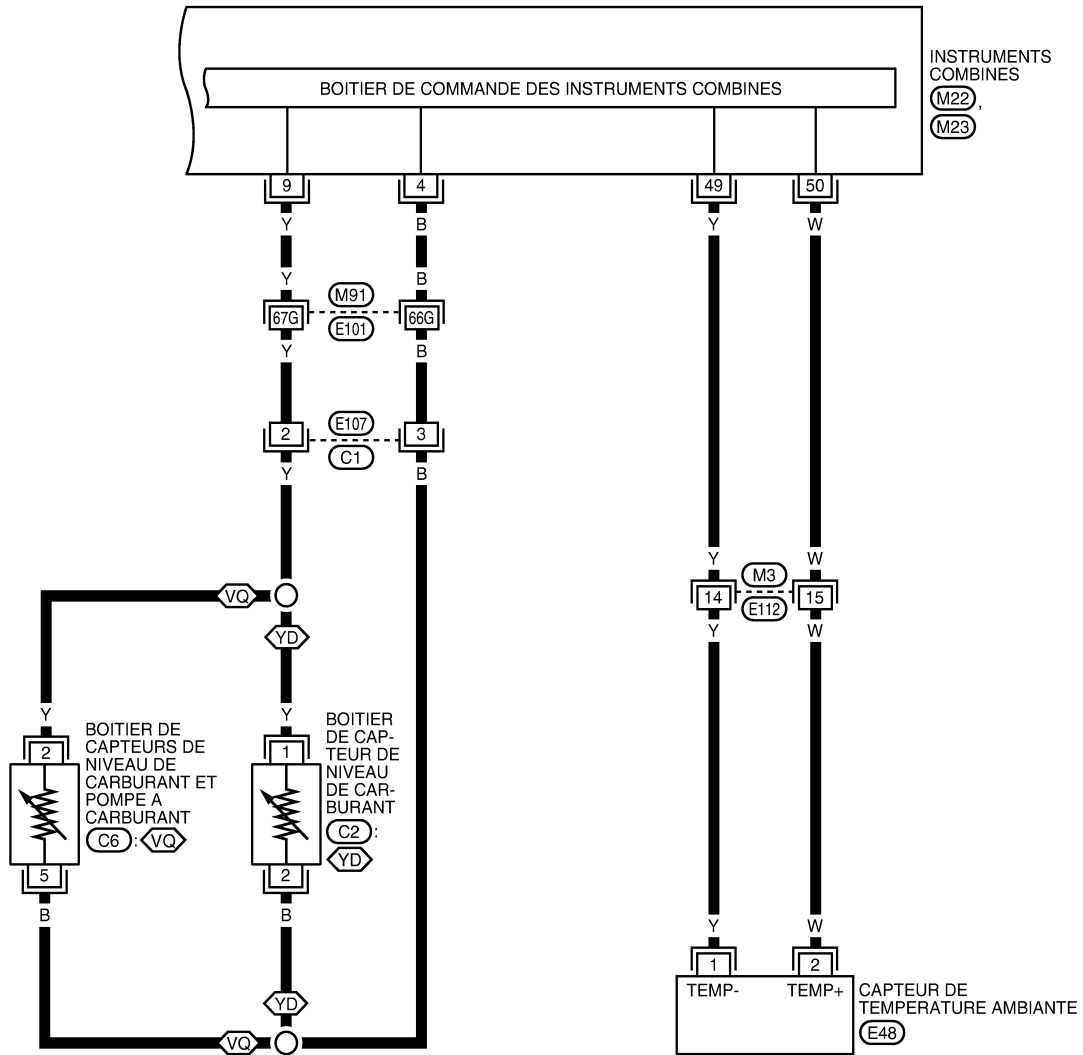 INSTRUMENTS
COMBINES
M22,
M23
BOITIER DE COMMANDE DES INSTRUMENTS COMBINES
9 4 49 50
Y B Y W
Y B
M91
67G 66G
E101
Y B
E107
2 3
C1
Y B
Y W
M3
14 15
E112
Y W
VQ
YD
Y Y
BOITIER DE
CAPTEURS DE
NIVEAU DE
CARBURANT ET
POMPE A
CARBURANT
C6 : VQ
2
5
B
BOITIER
DE CAP-
TEUR DE
NIVEAU
DE CAR-
BURANT
C2 :
YD
1
2
B
YD
VQ
Y W
1 2
TEMP- TEMP+
CAPTEUR DE
TEMPERATURE AMBIANTE
E48